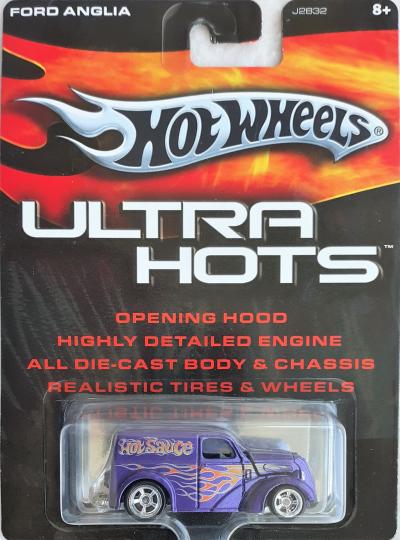 FORD ANGLIA J2832 8+
HOT WHEELS®
ULTRA
HOTS™
OPENING HOOD
HIGHLY DETAILED ENGINE
ALL DIE-CAST BODY & CHASSIS
REALISTIC TIRES & WHEELS
HOT SAUCE